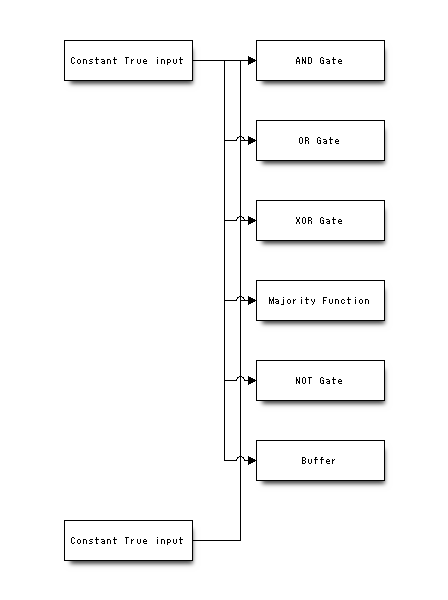 Constant True input
AND Gate
OR Gate
XOR Gate
Majority Function
NOT Gate
Buffer
Constant True input